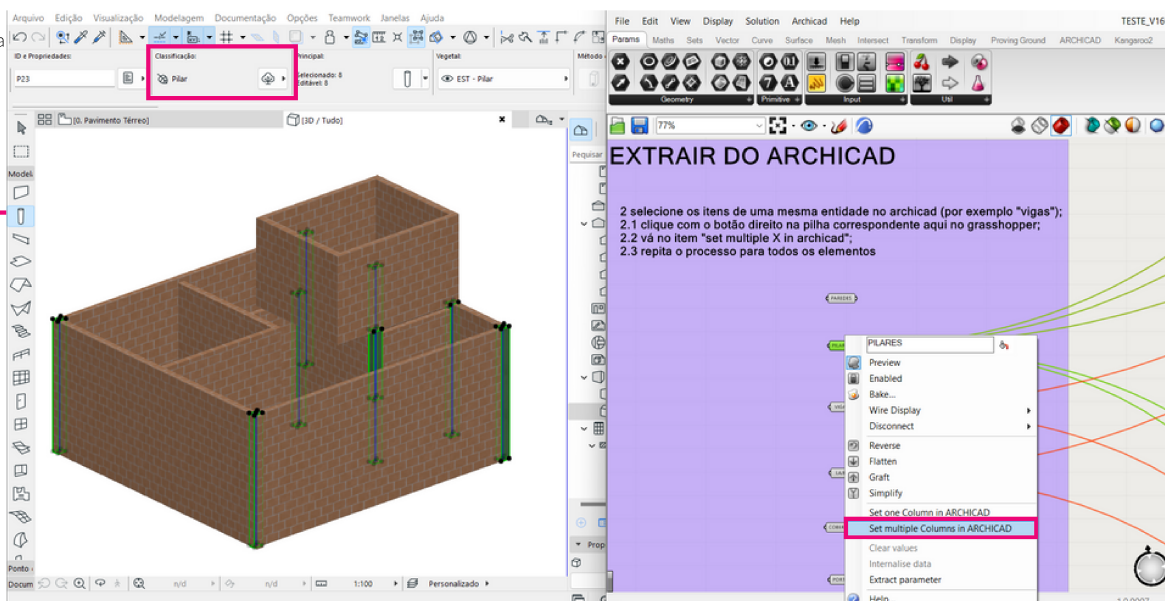 Arquivo Edição Visualização Modelagem Documentação Opções Teamwork Janelas Ajuda
ID e Propriedades:
Classificação:
Principal:
Vegetal:
Método
P23
Pilar
Selecionado: 8
Editável: 8
EST - Pilar
[0. Pavimento Térreo]
[3D / Tudo]
Pesquisar
Model
Ponto
Docum
n/d
n/d
1:100
Personalizado
Prop
File Edit View Display Solution Archicad Help
TESTE_V16
Params Maths Sets Vector Curve Surface Mesh Intersect Transform Display Proving Ground ARCHICAD Kangaroo2
Geometry
Primitive
Input
Util
77%
EXTRAIR DO ARCHICAD
2 selecione os itens de uma mesma entidade no archicad (por exemplo "vigas");
2.1 clique com o botão direito na pilha correspondente aqui no grasshopper;
2.2 vá no item "set multiple X in archicad";
2.3 repita o processo para todos os elementos
PAREDES
PILARES
Preview
Enabled
Bake...
Wire Display
Disconnect
Reverse
Flatten
Graft
Simplify
Set one Column in ARCHICAD
Set multiple Columns in ARCHICAD
Clear values
Internalise data
Extract parameter
Help...
1.0.0007